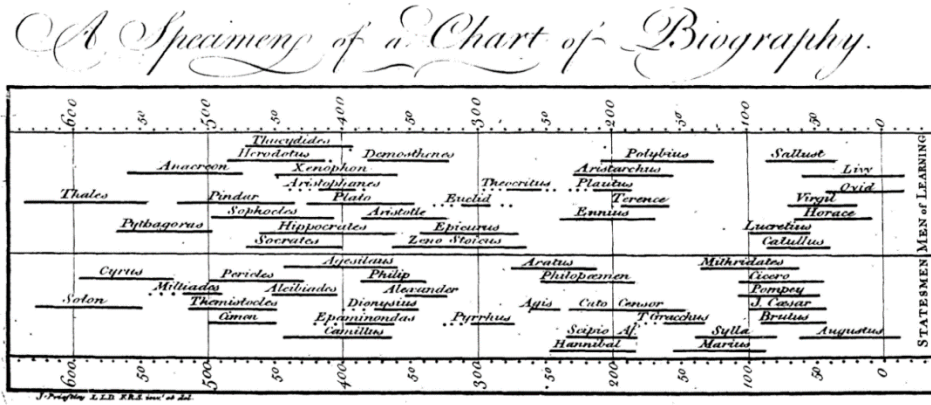 A Specimen of a Chart of Biography.
600 50 500 50 400 50 300 50 200 50 100 50 0
Thucydides
Herodotus Demosthenes Polybius Sallust
Anacreon Xenophon Aristarchus Livy
Aristophanes Theocritus Plautus Ovid
Thales Pindar Plato Euclid Terence Virgil
Sophocles Aristotle Ennius Horace
Pythagoras Hippocrates Epicurus Lucretius
Socrates Zeno Stoicus Catullus
MEN of LEARNING
Agesilaus Aratus Mithridates
Cyrus Pericles Philip Philopæmen Cicero
Miltiades Alcibiades Alexander Pompey
Solon Themistocles Dionysius Agis Cato Censor J. Cæsar
Cimon Epaminondas Pyrrhus T Gracchus Brutus
Camillus Scipio Af. Sylla Augustus
Hannibal Marius
STATESMEN
600 50 500 50 400 50 300 50 200 50 100 50 0
J. Priestley L.L.D. F.R.S. inv.t et del.